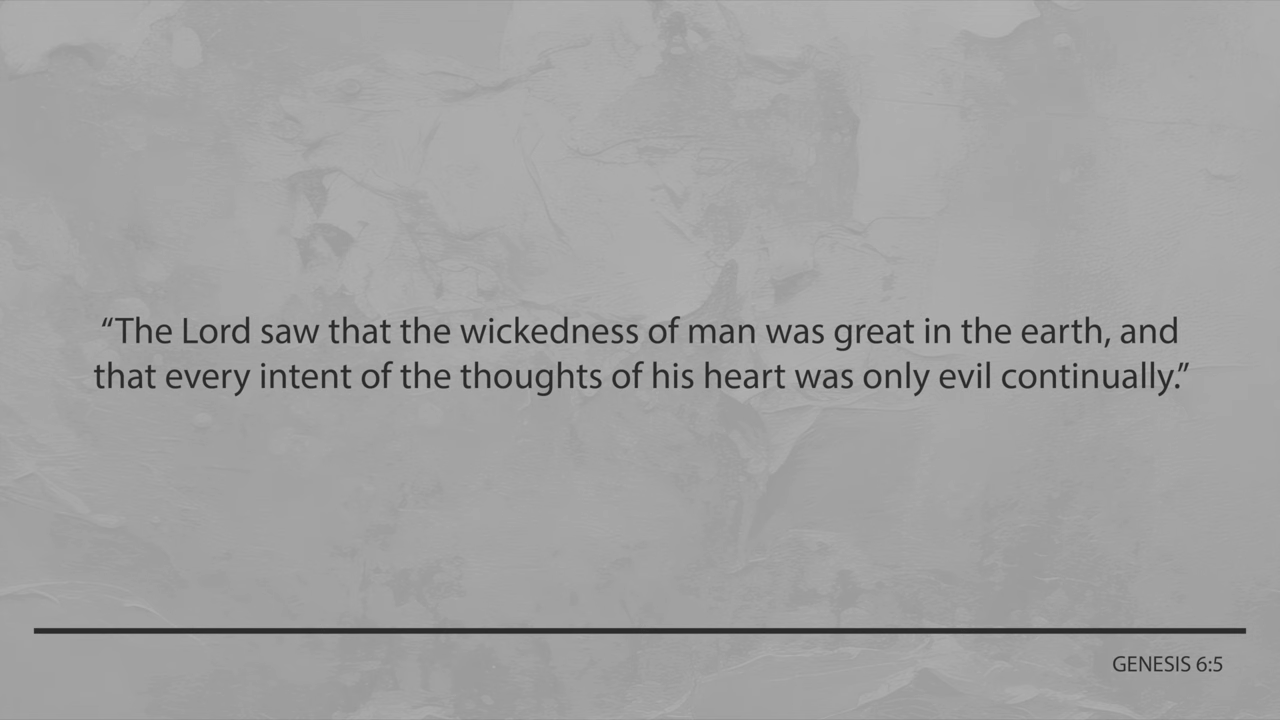 “The Lord saw that the wickedness of man was great in the earth, and
that every intent of the thoughts of his heart was only evil continually.”
GENESIS 6:5